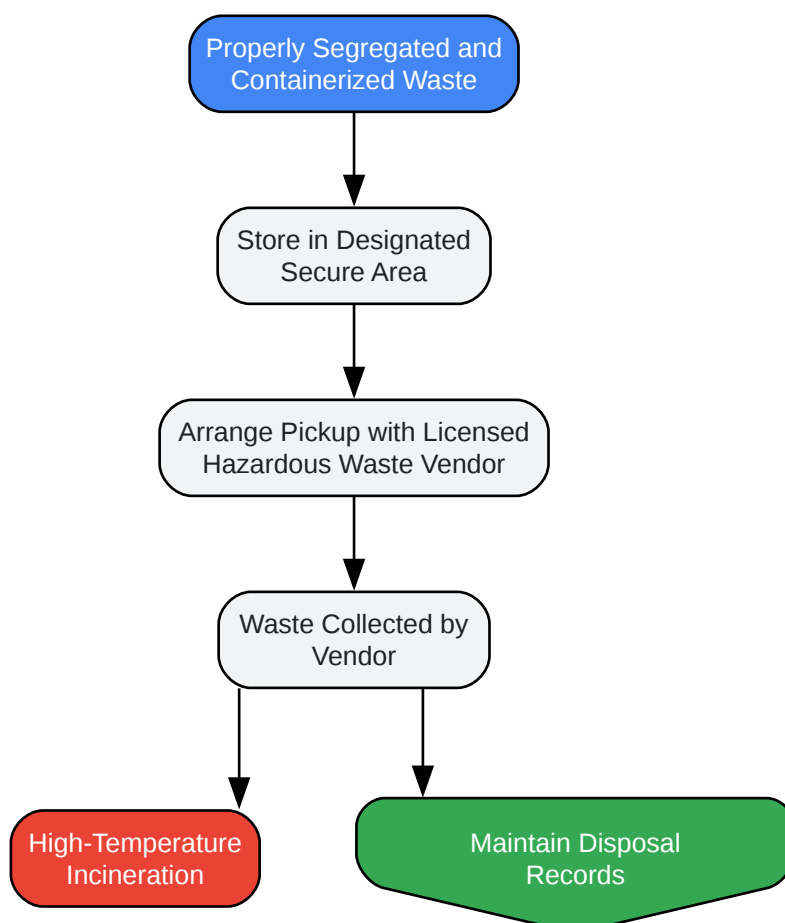 Properly Segregated and
Containerized Waste
Store in Designated
Secure Area
Arrange Pickup with Licensed
Hazardous Waste Vendor
Waste Collected by
Vendor
High-Temperature
Incineration
Maintain Disposal
Records